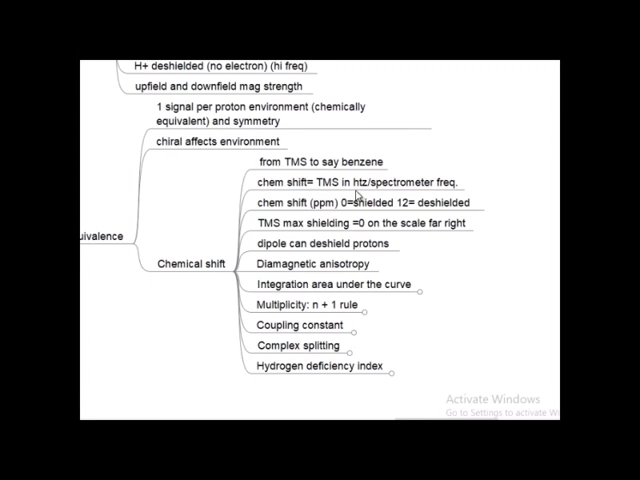 H+ deshielded (no electron) (hi freq)
upfield and downfield mag strength
1 signal per proton environment (chemically
equivalent) and symmetry
chiral affects environment
from TMS to say benzene
chem shift= TMS in htz/spectrometer freq.
chem shift (ppm) 0=shielded 12= deshielded
TMS max shielding =0 on the scale far right
uivalence
dipole can deshield protons
Chemical shift
Diamagnetic anisotropy
Integration area under the curve
Multiplicity: n + 1 rule
Coupling constant
Complex splitting
Hydrogen deficiency index
Activate Windows
Go to Settings to activate Wi